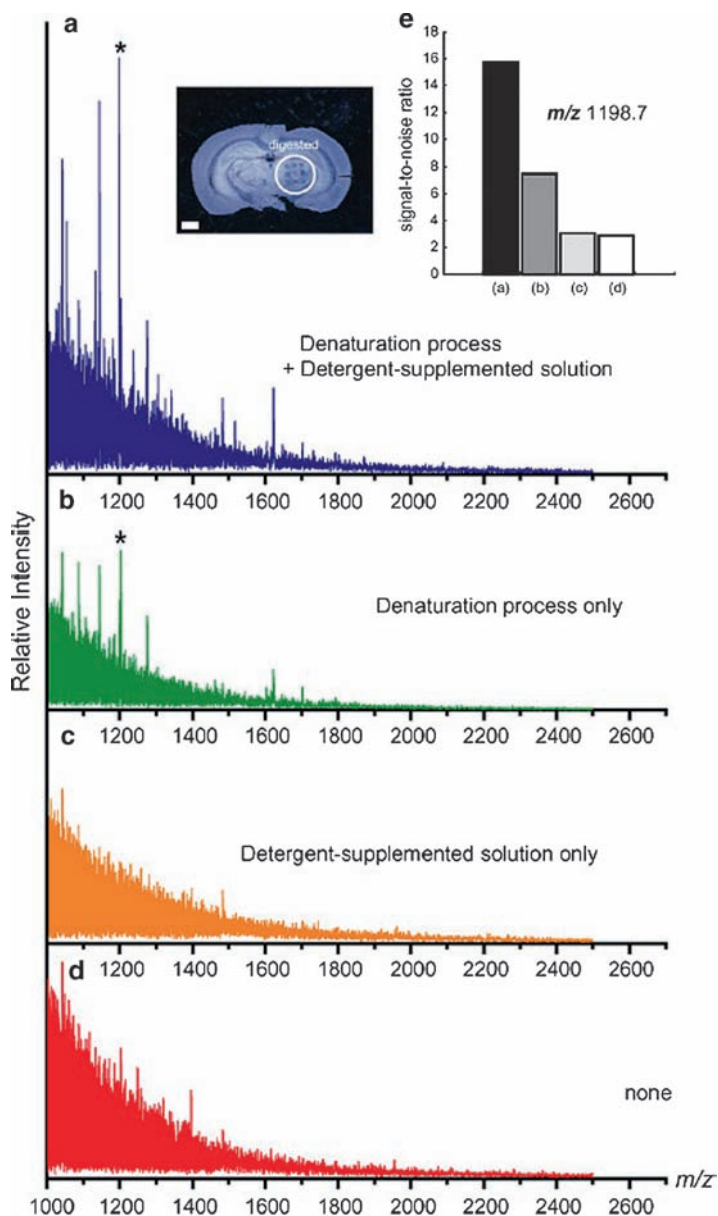 a
*
digested
e
signal-to-noise ratio
18
16
14
12
10
8
6
4
2
0
m/z 1198.7
(a) (b) (c) (d)
Denaturation process
+ Detergent-supplemented solution
1200 1400 1600 1800 2000 2200 2400 2600
b
*
Denaturation process only
Relative Intensity
1200 1400 1600 1800 2000 2200 2400 2600
c
Detergent-supplemented solution only
1200 1400 1600 1800 2000 2200 2400 2600
d
none
m/z
1000 1200 1400 1600 1800 2000 2200 2400 2600